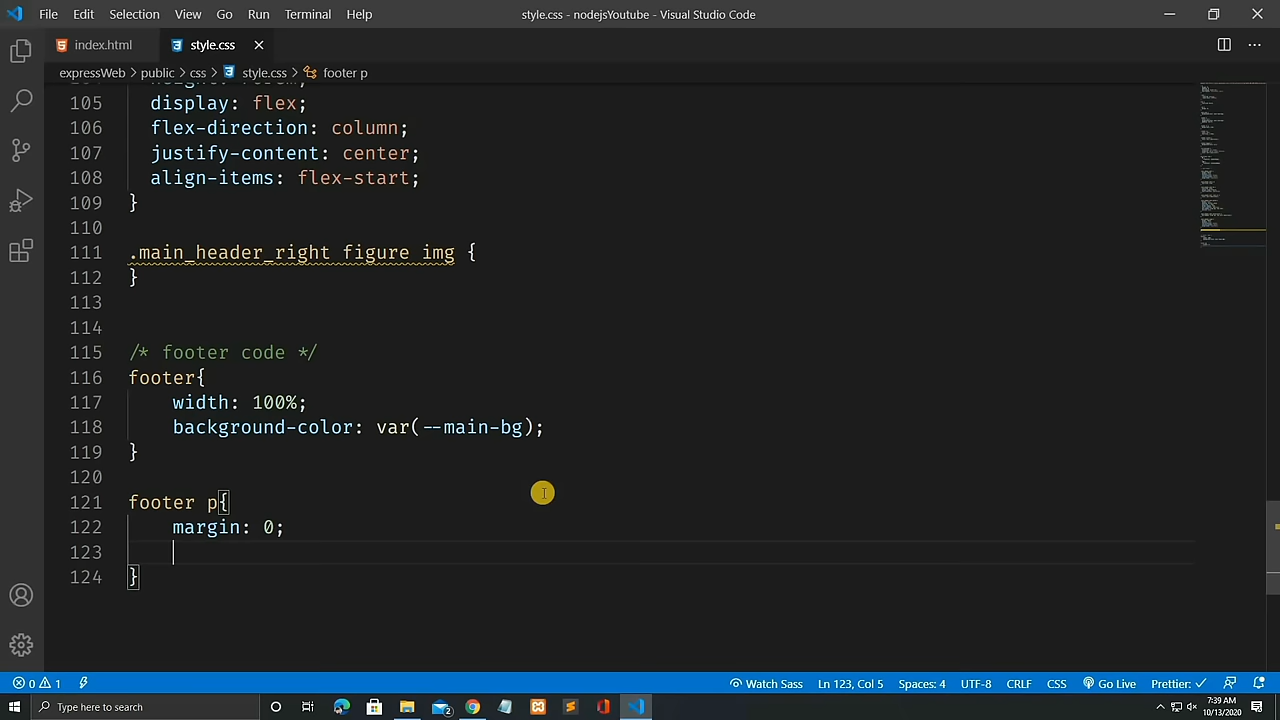 File Edit Selection View Go Run Terminal Help style.css - nodejsYoutube - Visual Studio Code
index.html style.css
expressWeb > public > css > style.css > footer p
105 display: flex;
106 flex-direction: column;
107 justify-content: center;
108 align-items: flex-start;
109 }
110
111 .main_header_right figure img {
112 }
113
114
115 /* footer code */
116 footer{
117 width: 100%;
118 background-color: var(--main-bg);
119 }
120
121 footer p{
122 margin: 0;
123
124 }
0 1 Watch Sass Ln 123, Col 5 Spaces: 4 UTF-8 CRLF CSS Go Live Prettier: ✓
Type here to search 2 7:39 AM
10/13/2020